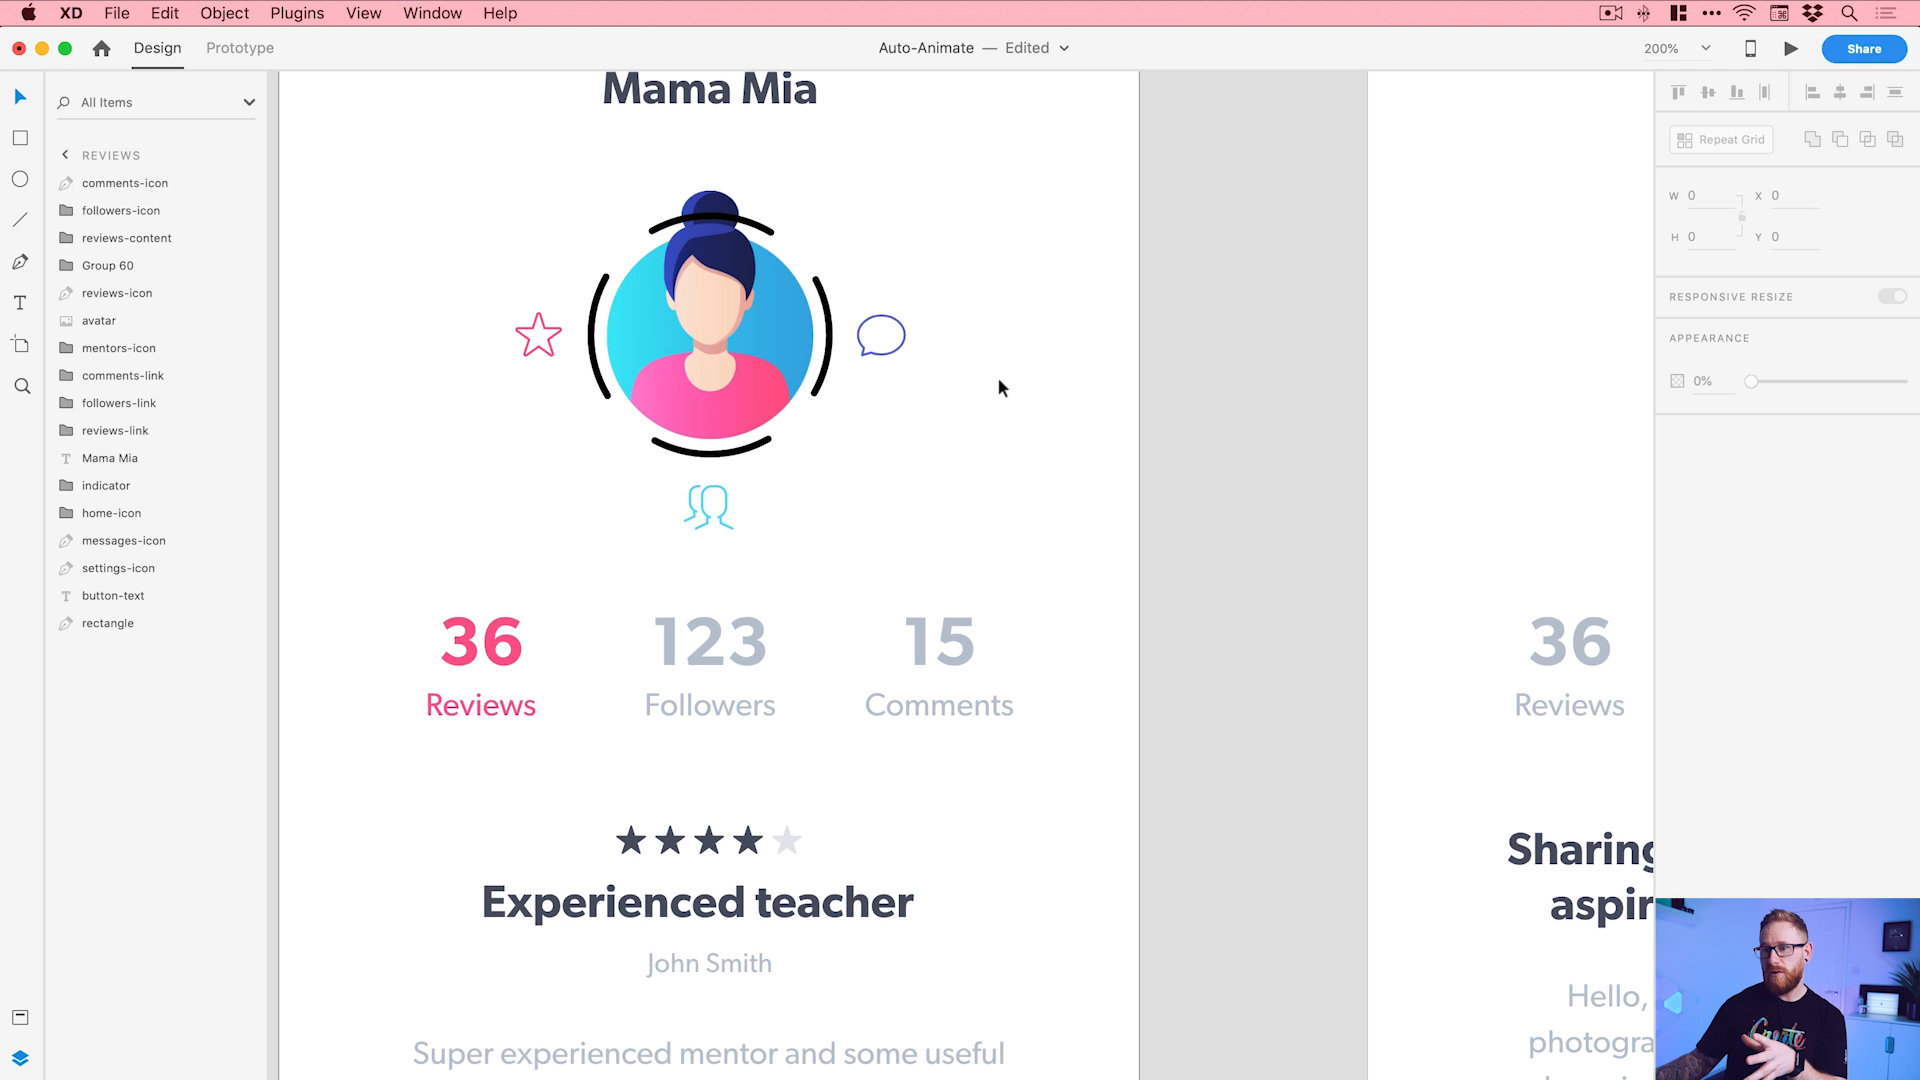 XD File Edit Object Plugins View Window Help
Design Prototype Auto-Animate — Edited 200% Share
All Items
REVIEWS
comments-icon
followers-icon
reviews-content
Group 60
reviews-icon
avatar
mentors-icon
comments-link
followers-link
reviews-link
Mama Mia
indicator
home-icon
messages-icon
settings-icon
button-text
rectangle
Mama Mia
36 123 15
Reviews Followers Comments
Experienced teacher
John Smith
Super experienced mentor and some useful
36
Reviews
Sharing
aspir
Hello,
photogra
Repeat Grid
W 0 X 0
H 0 Y 0
RESPONSIVE RESIZE
APPEARANCE
0%
Create